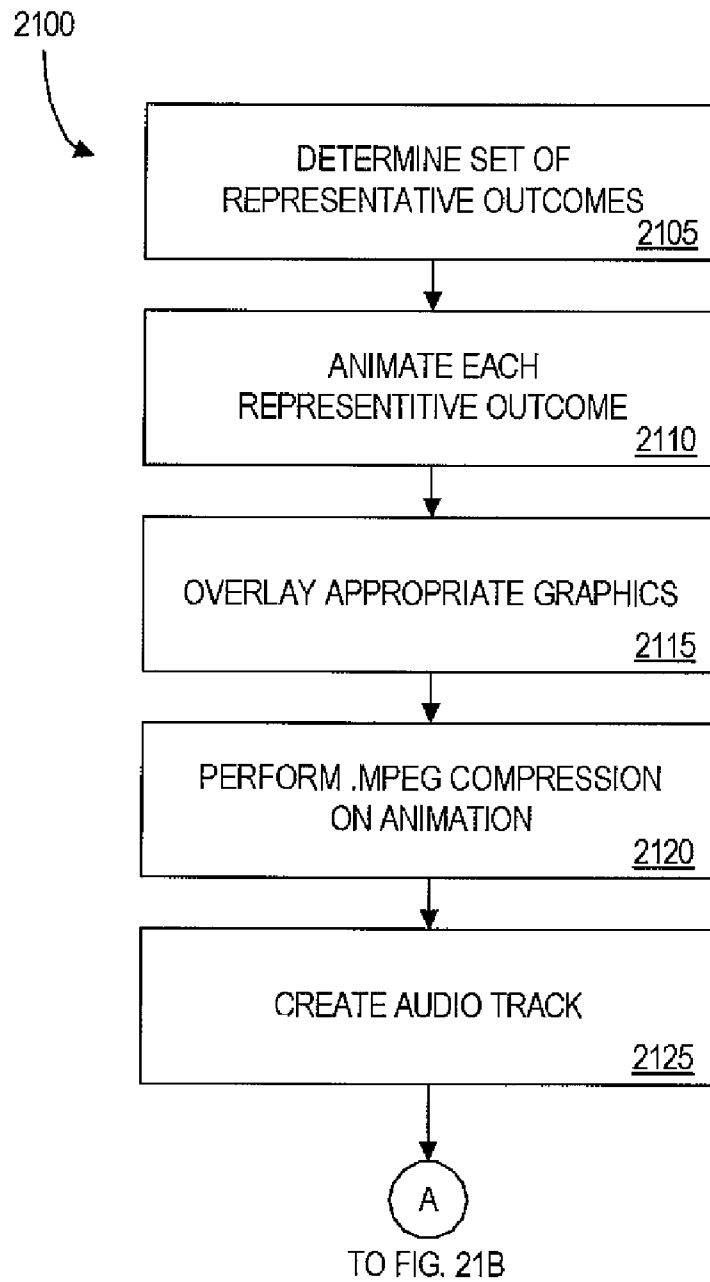 2100
DETERMINE SET OF
REPRESENTATIVE OUTCOMES
2105
ANIMATE EACH
REPRESENTITIVE OUTCOME
2110
OVERLAY APPROPRIATE GRAPHICS
2115
PERFORM .MPEG COMPRESSION
ON ANIMATION
2120
CREATE AUDIO TRACK
2125
A
TO FIG. 21B